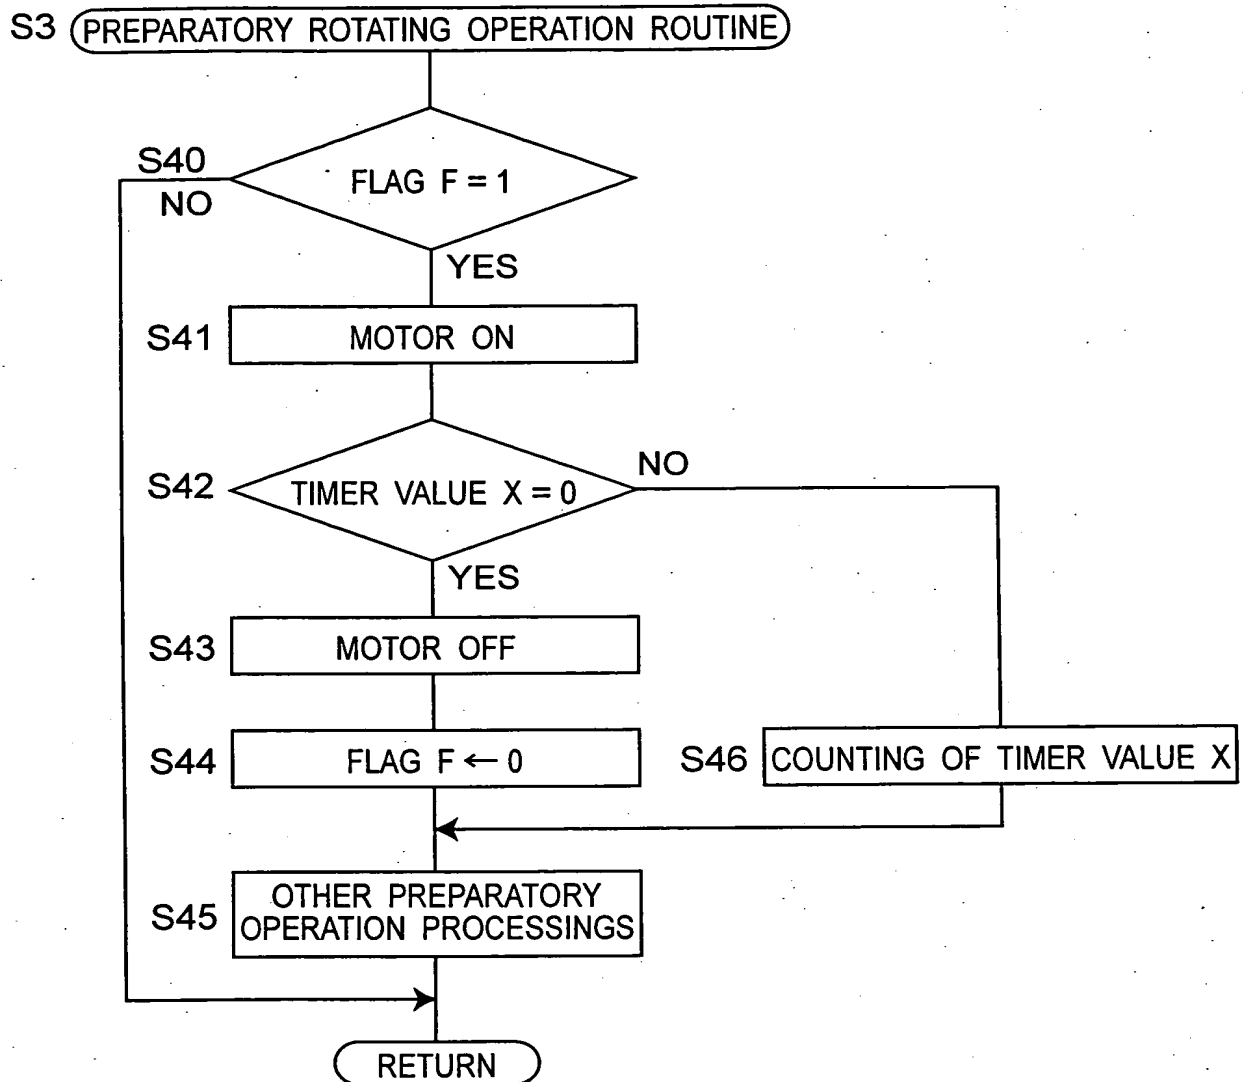 S3 PREPARATORY ROTATING OPERATION ROUTINE
S40
FLAG F = 1
NO
YES
S41 MOTOR ON
NO
S42 TIMER VALUE X = 0
YES
S43 MOTOR OFF
S44 FLAG F ← 0
S46 COUNTING OF TIMER VALUE X
OTHER PREPARATORY
S45 OPERATION PROCESSINGS
RETURN